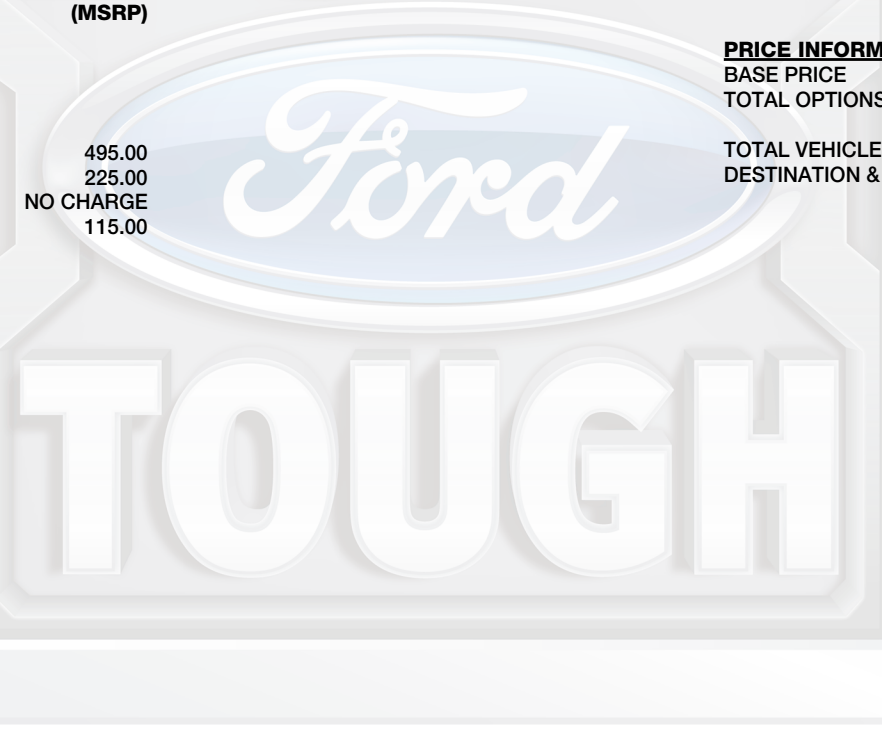 (MSRP)
495.00
225.00
NO CHARGE
115.00
PRICE INFORM
BASE PRICE
TOTAL OPTIONS
TOTAL VEHICLE
DESTINATION &
Ford
TOUGH